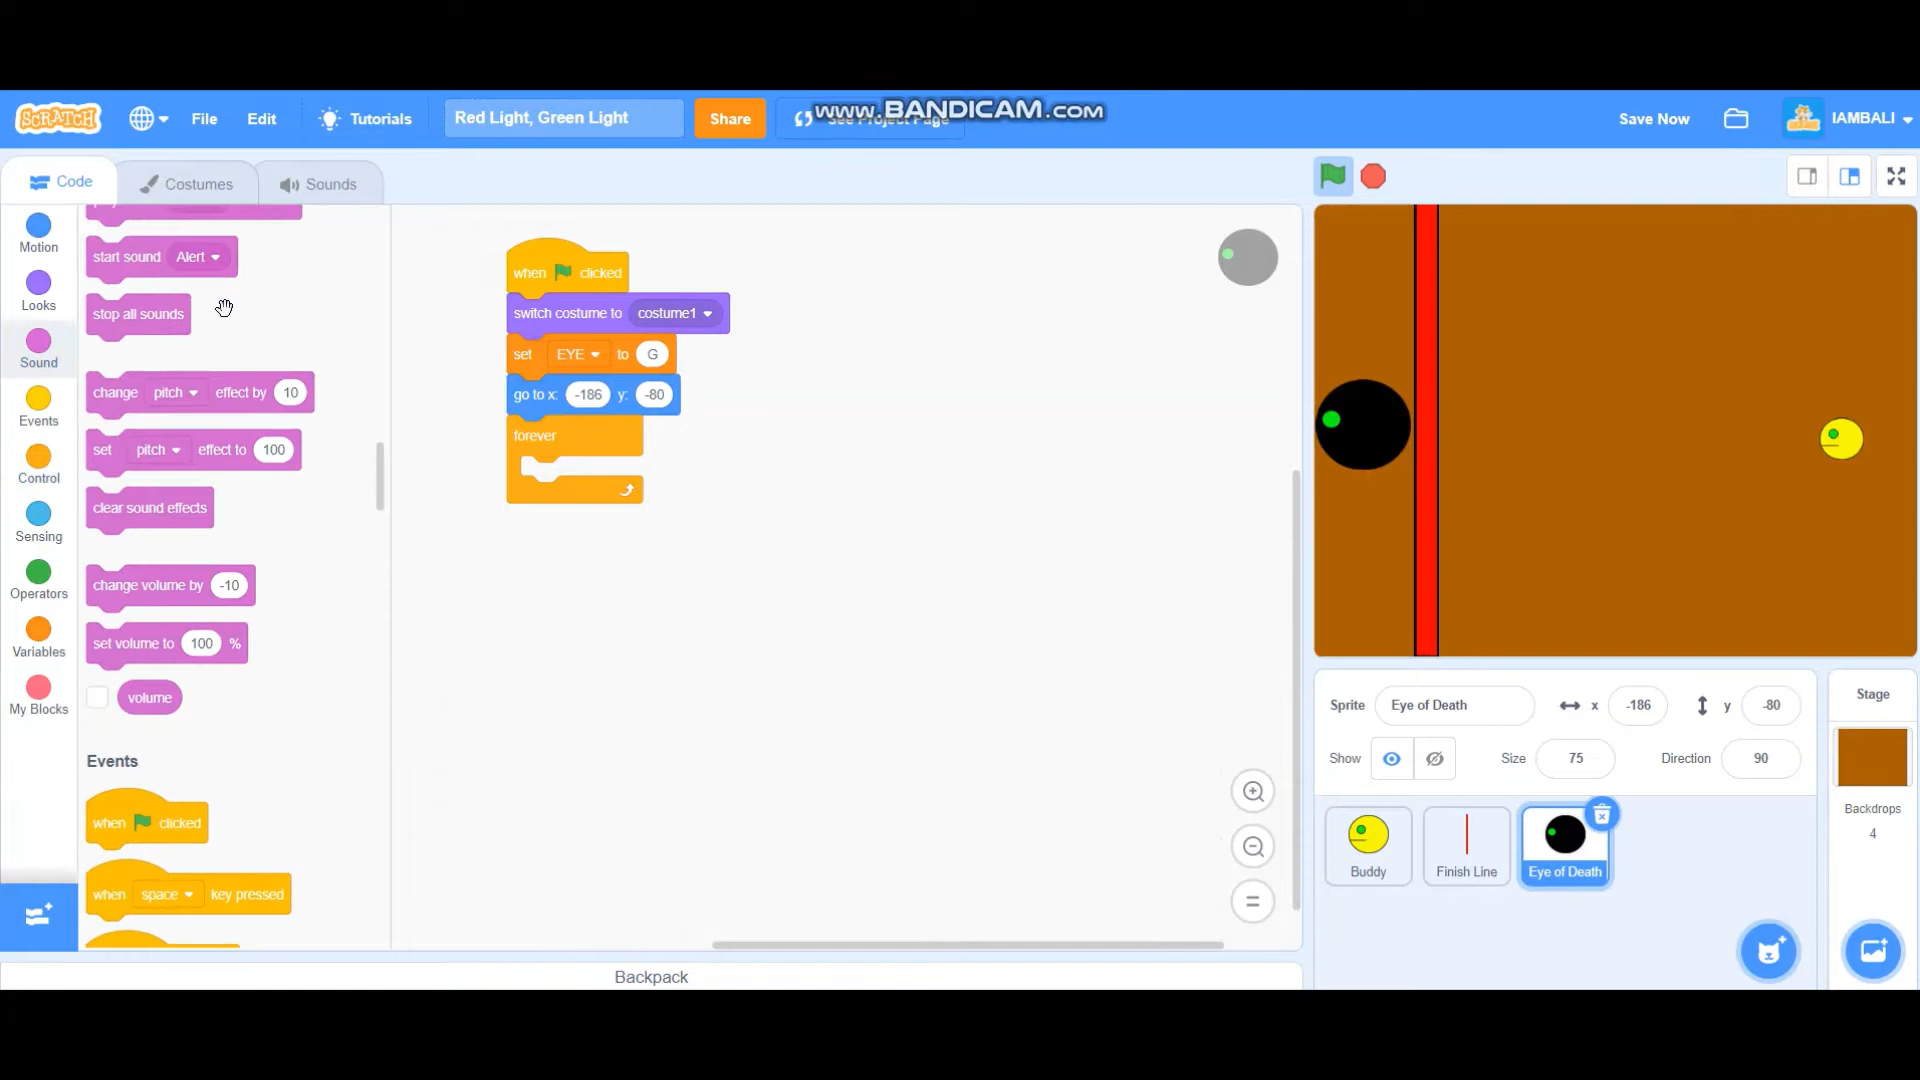 www.BANDICAM.com
SCRATCH File Edit Tutorials Red Light, Green Light Share See Project Page Save Now IAMBALI
Code Costumes Sounds
Motion
Looks
Sound
Events
Control
Sensing
Operators
Variables
My Blocks
start sound Alert
stop all sounds
change pitch effect by 10
set pitch effect to 100
clear sound effects
change volume by -10
set volume to 100 %
volume
Events
when clicked
when space key pressed
when clicked
switch costume to costume1
set EYE to G
go to x: -186 y: -80
forever
Backpack
Sprite Eye of Death x -186 y -80
Show Size 75 Direction 90
Buddy
Finish Line
Eye of Death
Stage
Backdrops
4